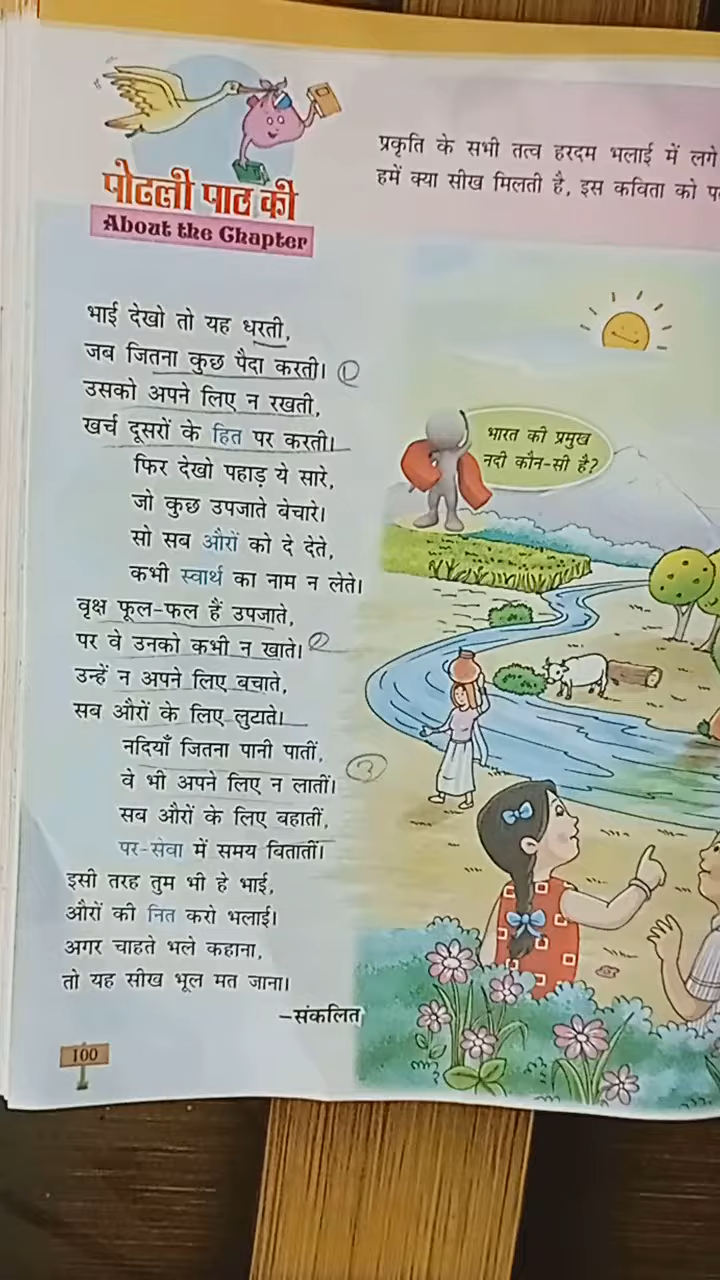 पोटली पाठ की
About the Chapter
प्रकृति के सभी तत्व हरदम भलाई में लगे
हमें क्या सीख मिलती है, इस कविता को
भाई देखो तो यह धरती,
जब जितना कुछ पैदा करती। 1
उसको अपने लिए न रखती,
खर्च दूसरों के हित पर करती।
फिर देखो पहाड़ ये सारे,
जो कुछ उपजाते बेचारे।
सो सब औरों को दे देते,
कभी स्वार्थ का नाम न लेते।
वृक्ष फूल-फल हैं उपजाते,
पर वे उनको कभी न खाते। 2
उन्हें न अपने लिए बचाते,
सब औरों के लिए लुटाते।
नदियाँ जितना पानी पातीं,
वे भी अपने लिए न लातीं। 3
सब औरों के लिए बहातीं,
पर-सेवा में समय बितातीं।
इसी तरह तुम भी हे भाई,
औरों की नित करो भलाई।
अगर चाहते भले कहाना,
तो यह सीख भूल मत जाना।
–संकलित
भारत की प्रमुख
नदी कौन-सी है?
100